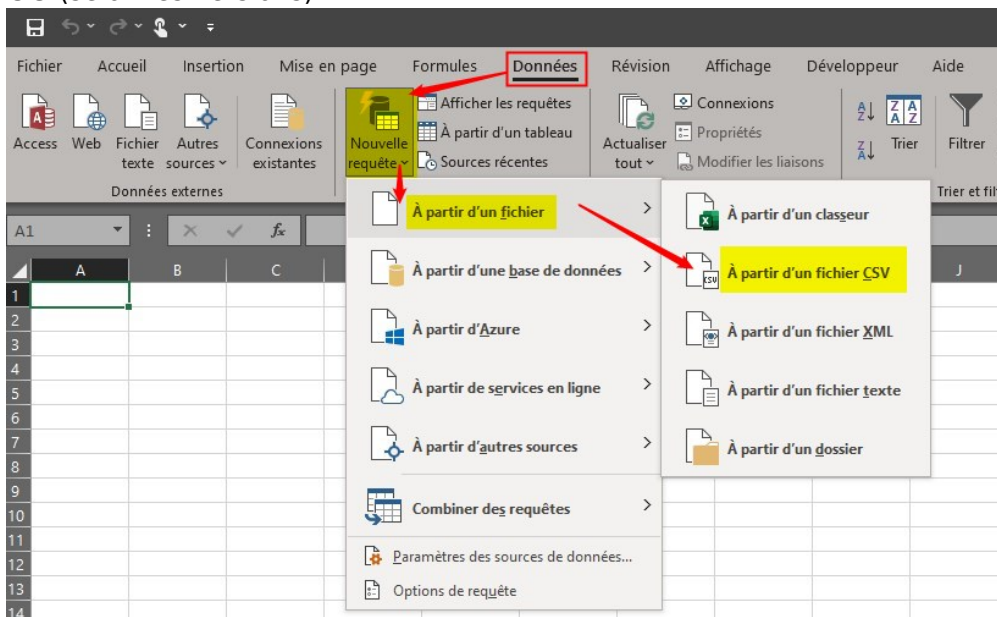 Fichier Accueil Insertion Mise en page Formules Données Révision Affichage Développeur Aide
Access Web Fichier texte Autres sources Connexions existantes
Données externes
Nouvelle requête
Afficher les requêtes
À partir d'un tableau
Sources récentes
Actualiser tout
Connexions
Propriétés
Modifier les liaisons
Trier
Filtrer
Trier et fil
A1 fx
A B C J
À partir d'un fichier
À partir d'une base de données
À partir d'Azure
À partir de services en ligne
À partir d'autres sources
Combiner des requêtes
Paramètres des sources de données...
Options de requête
À partir d'un classeur
À partir d'un fichier CSV
À partir d'un fichier XML
À partir d'un fichier texte
À partir d'un dossier
1
2
3
4
5
6
7
8
9
10
11
12
13
14